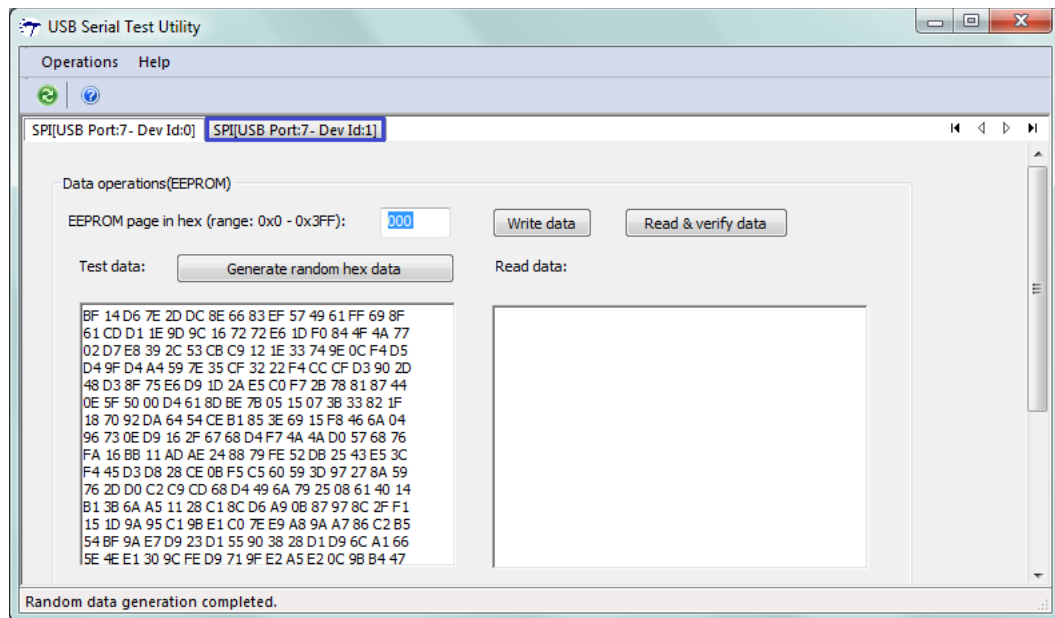 USB Serial Test Utility
Operations Help
SPI[USB Port:7- Dev Id:0] SPI[USB Port:7- Dev Id:1]
Data operations(EEPROM)
EEPROM page in hex (range: 0x0 - 0x3FF): 000 Write data Read & verify data
Test data: Generate random hex data Read data:
BF 14 D6 7E 2D DC 8E 66 83 EF 57 49 61 FF 69 8F
61 CD D1 1E 9D 9C 16 72 72 E6 1D F0 84 4F 4A 77
02 D7 E8 39 2C 53 CB C9 12 1E 33 74 9E 0C F4 D5
D4 9F D4 A4 59 7E 35 CF 32 22 F4 CC CF D3 90 2D
48 D3 8F 75 E6 D9 1D 2A E5 C0 F7 2B 78 81 87 44
0E 5F 50 00 D4 61 8D BE 7B 05 15 07 3B 33 82 1F
18 70 92 DA 64 54 CE B1 85 3E 69 15 F8 46 6A 04
96 73 0E D9 16 2F 67 68 D4 F7 4A 4A D0 57 68 76
FA 16 BB 11 AD AE 24 88 79 FE 52 DB 25 43 E5 3C
F4 45 D3 D8 28 CE 0B F5 C5 60 59 3D 97 27 8A 59
76 2D D0 C2 C9 CD 68 D4 49 6A 79 25 08 61 40 14
B1 3B 6A A5 11 28 C1 8C D6 A9 0B 87 97 8C 2F F1
15 1D 9A 95 C1 9B E1 C0 7E E9 A8 9A A7 86 C2 B5
54 BF 9A E7 D9 23 D1 55 90 38 28 D1 D9 6C A1 66
5E 4E E1 30 9C FE D9 71 9F E2 A5 E2 0C 9B B4 47
Random data generation completed.